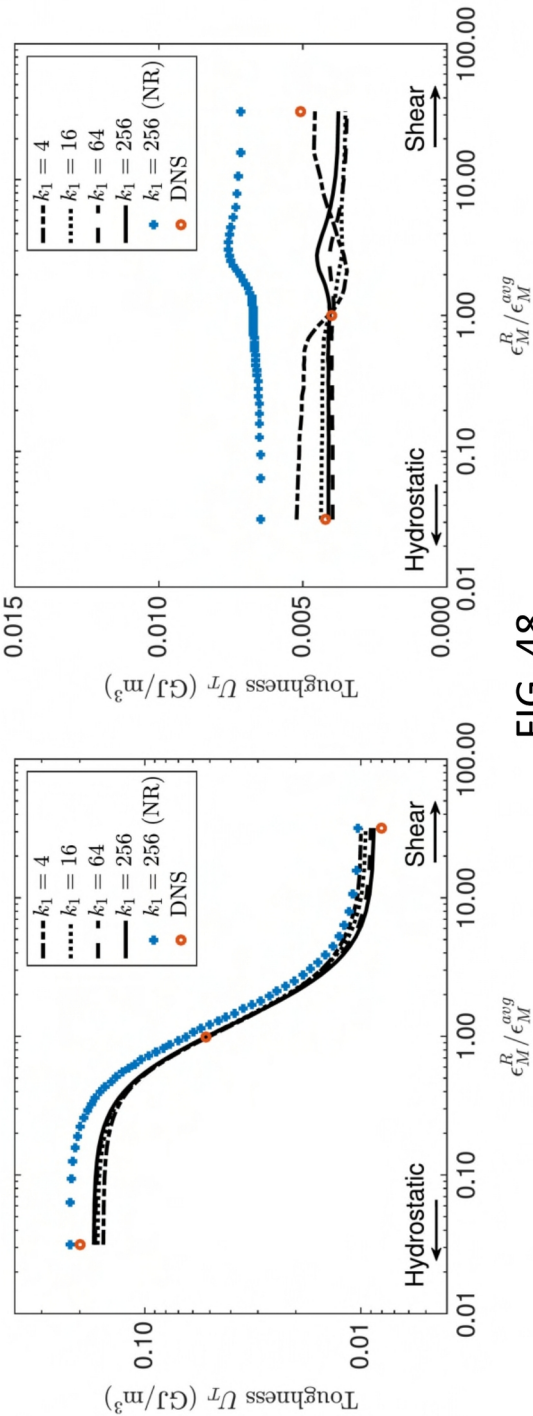 Toughness U_T (GJ/m³)
0.10
0.01
k₁ = 4
k₁ = 16
k₁ = 64
k₁ = 256
k₁ = 256 (NR)
DNS
Hydrostatic
Shear
0.01 0.10 1.00 10.00 100.00
ϵ_M^R/ϵ_M^{avg}
Toughness U_T (GJ/m³)
0.015
0.010
0.005
0.000
k₁ = 4
k₁ = 16
k₁ = 64
k₁ = 256
k₁ = 256 (NR)
DNS
Hydrostatic
Shear
0.01 0.10 1.00 10.00 100.00
ϵ_M^R/ϵ_M^{avg}
FIG. 48